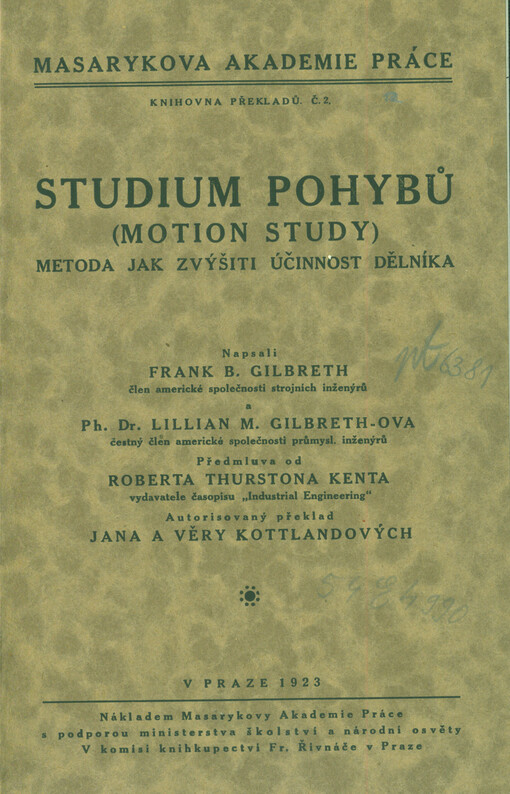 MASARYKOVA AKADEMIE PRÁCE
KNIHOVNA PŘEKLADŮ. Č. 2.
STUDIUM POHYBŮ
(MOTION STUDY)
METODA JAK ZVÝŠITI ÚČINNOST DĚLNÍKA
Napsali
FRANK B. GILBRETH
člen americké společnosti strojních inženýrů
a
Ph. Dr. LILLIAN M. GILBRETH-OVA
čestný člen americké společnosti průmysl. inženýrů
Předmluva od
ROBERTA THURSTONA KENTA
vydavatele časopisu „Industrial Engineering"
Autorisovaný překlad
JANA A VĚRY KOTTLANDOVÝCH
V PRAZE 1923
Nákladem Masarykovy Akademie Práce
s podporou ministerstva školství a národní osvěty
V komisi knihkupectví Fr. Řivnáče v Praze